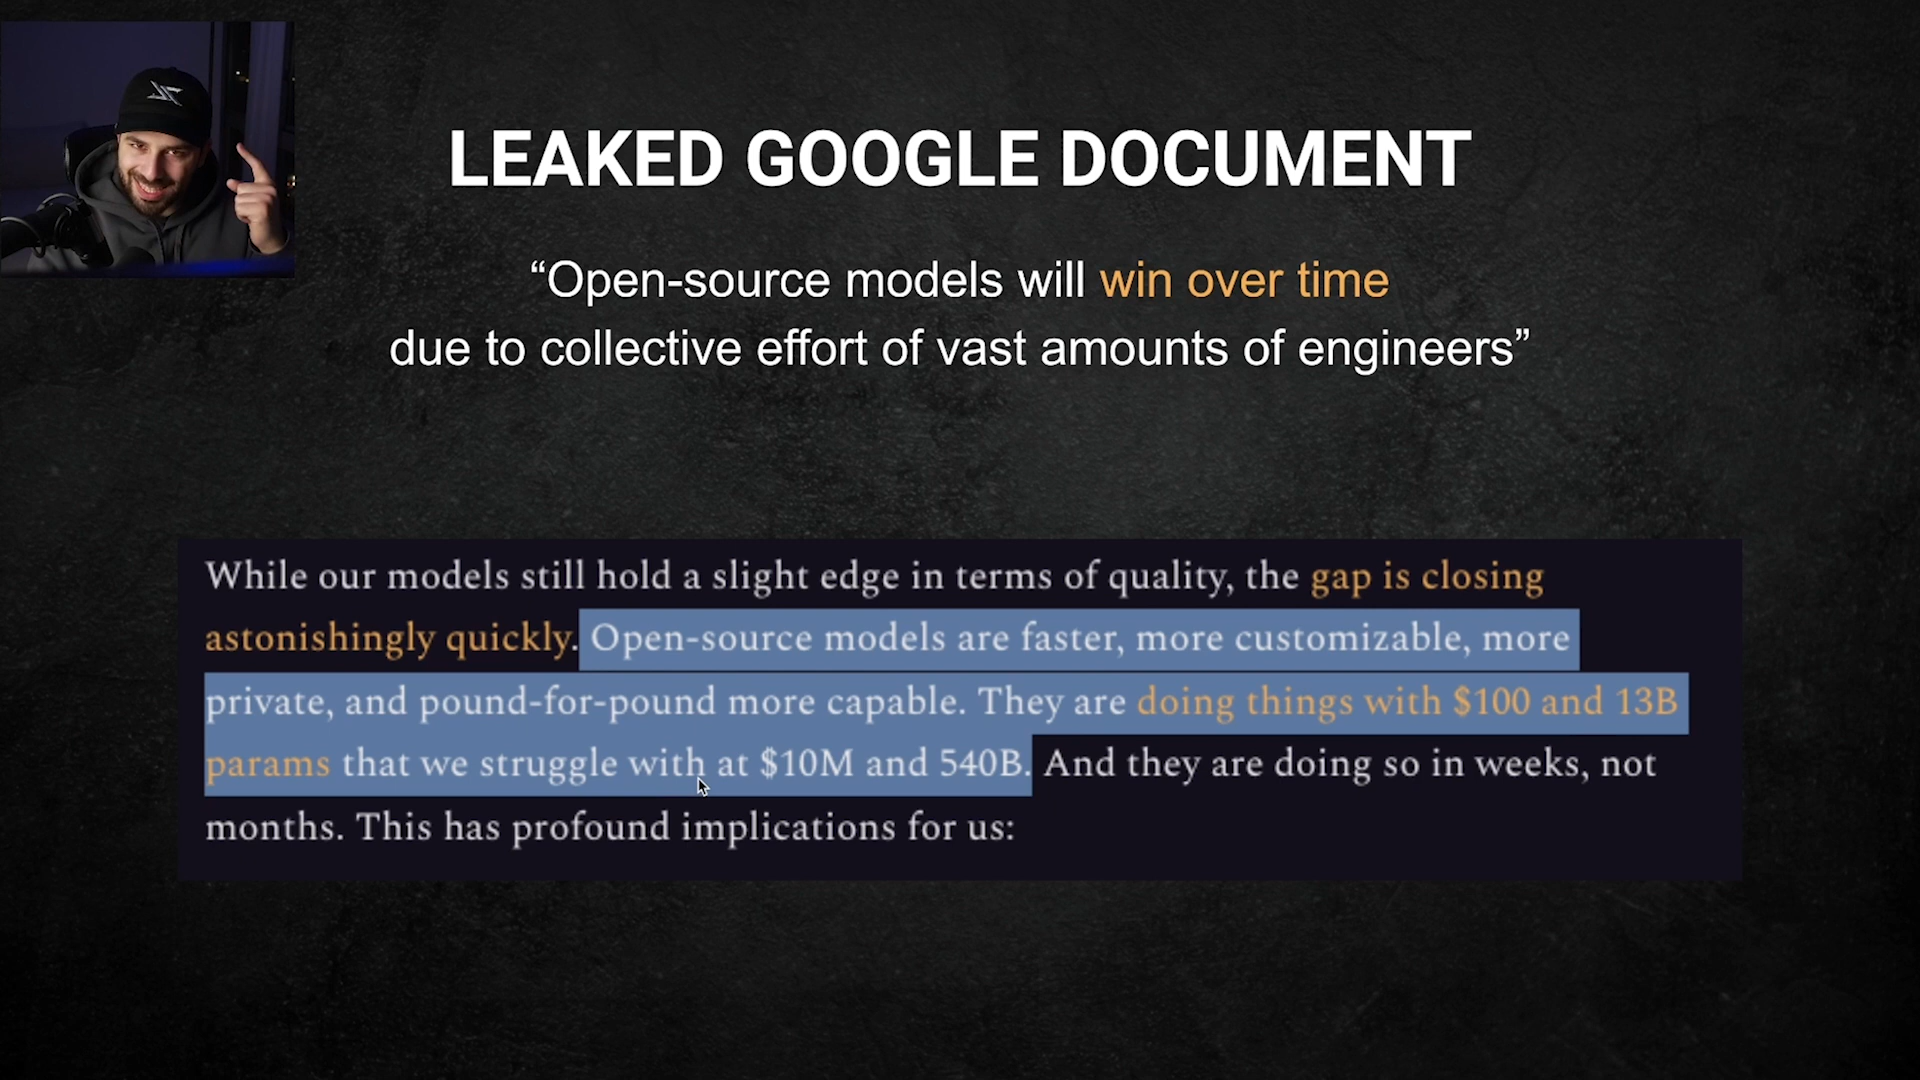 LEAKED GOOGLE DOCUMENT
“Open-source models will win over time
due to collective effort of vast amounts of engineers”
While our models still hold a slight edge in terms of quality, the gap is closing
astonishingly quickly. Open-source models are faster, more customizable, more
private, and pound-for-pound more capable. They are doing things with $100 and 13B
params that we struggle with at $10M and 540B. And they are doing so in weeks, not
months. This has profound implications for us: